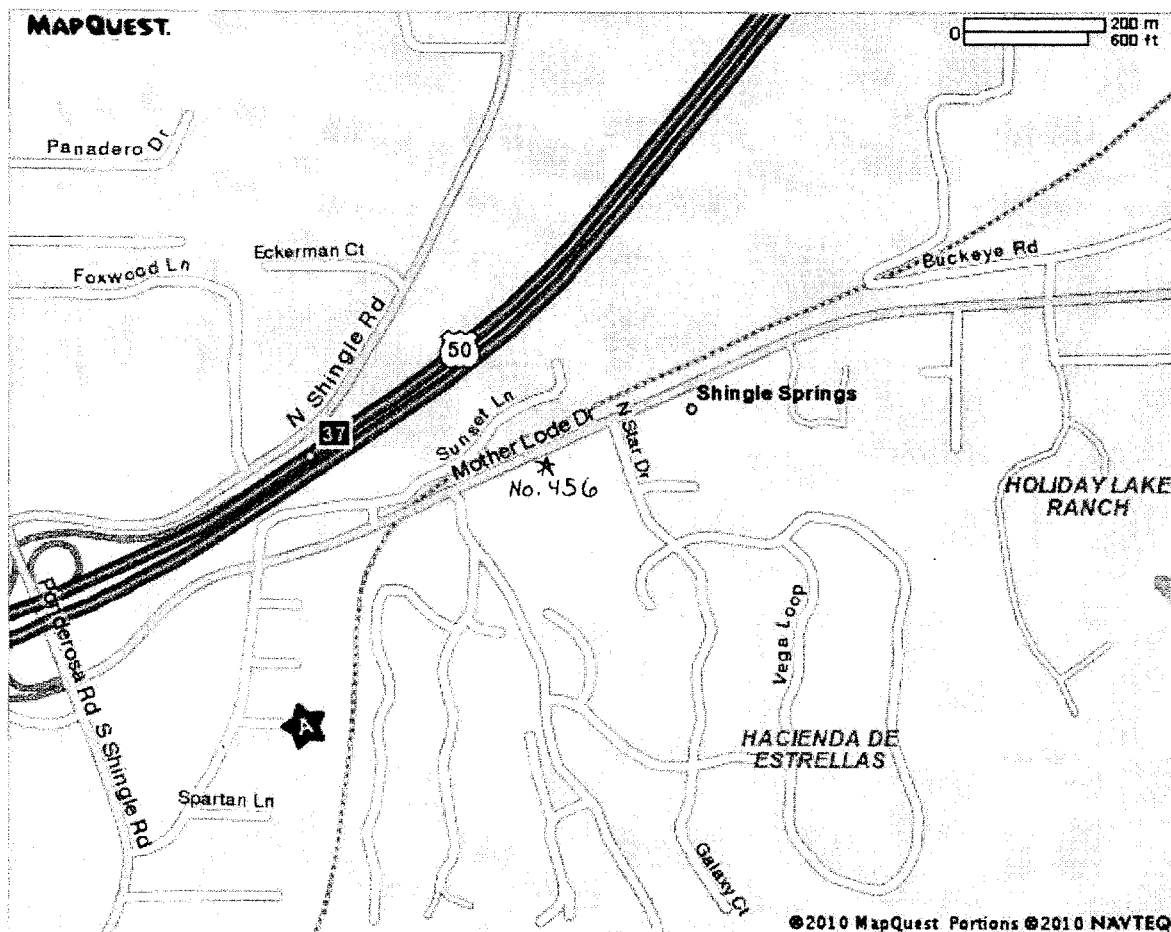 MAPQUEST.
0
200 m
600 ft
Panadero Dr
Eckerman Ct
Foxwood Ln
N Shingle Rd
50
37
Buckeye Rd
Sunset Ln
Mother Lode Dr
N Star Dr
Shingle Springs
No. 456
HOLIDAY LAKE
RANCH
Ponderosa Rd
S Shingle Rd
Vega Loop
A
HACIENDA DE
ESTRELLAS
Spartan Ln
Galaxy Ct
©2010 MapQuest Portions ©2010 NAVTEQ